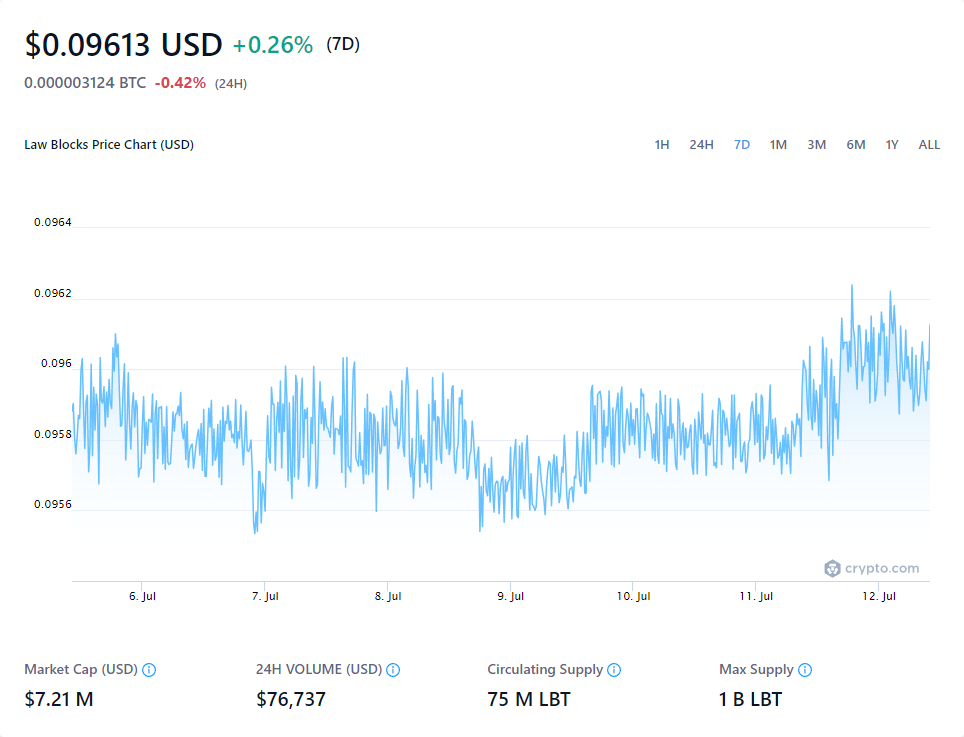 $0.09613 USD +0.26% (7D)
0.000003124 BTC -0.42% (24H)
Law Blocks Price Chart (USD) 1H 24H 7D 1M 3M 6M 1Y ALL
0.0964
0.0962
0.096
0.0958
0.0956
crypto.com
6. Jul 7. Jul 8. Jul 9. Jul 10. Jul 11. Jul 12. Jul
Market Cap (USD) 24H VOLUME (USD) Circulating Supply Max Supply
$7.21 M $76,737 75 M LBT 1 B LBT